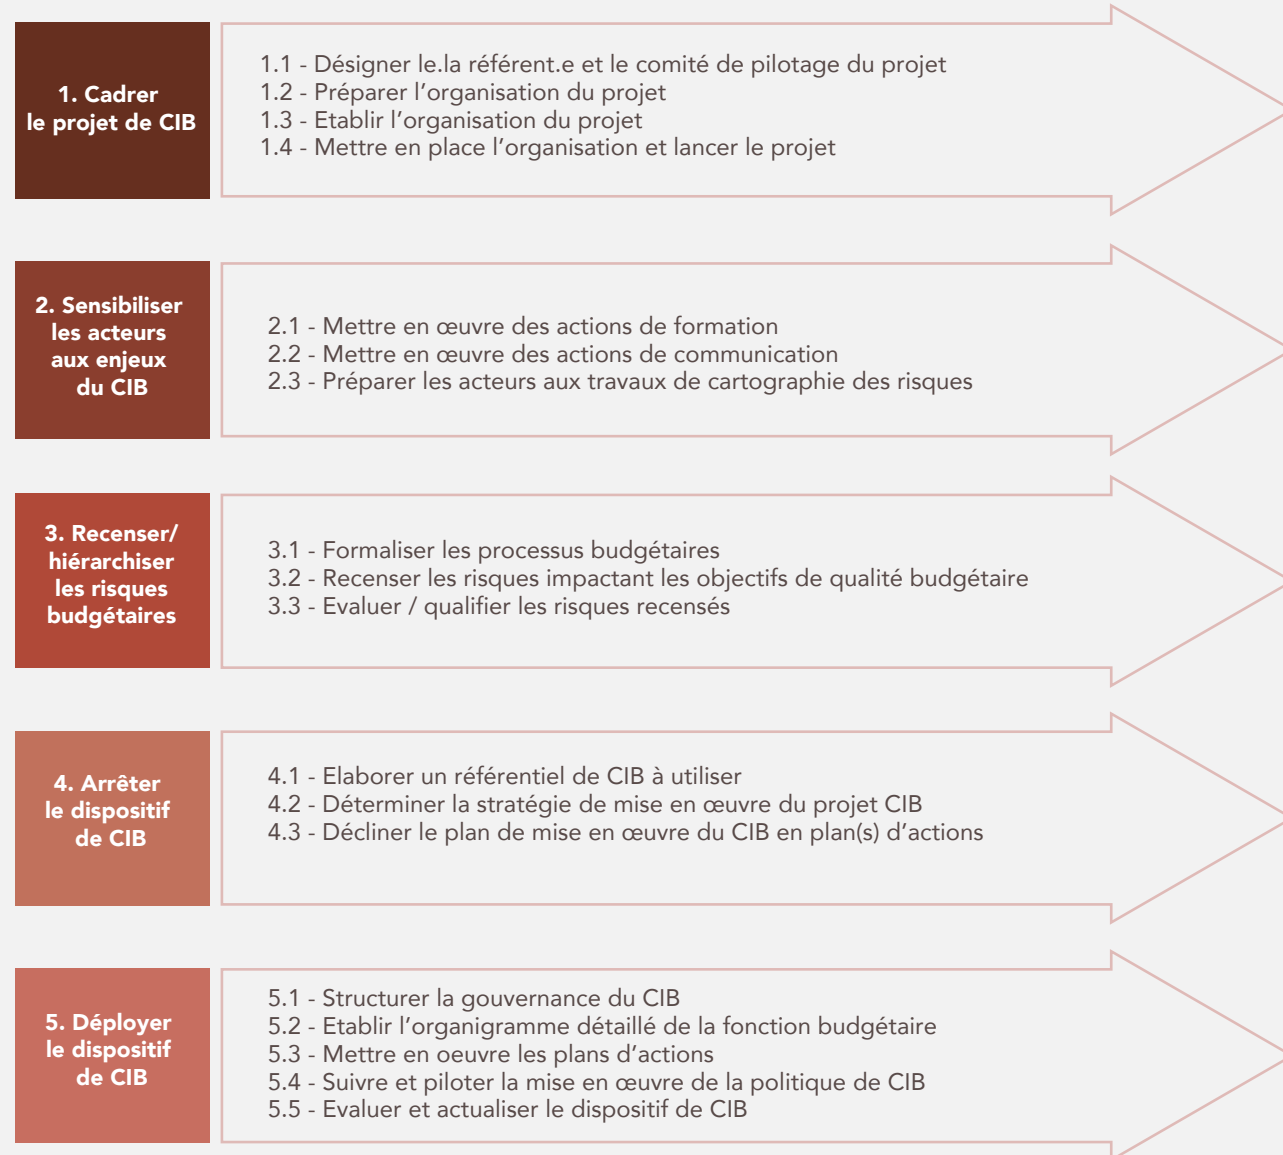 1. Cadrer
le projet de CIB
1.1 - Désigner le.la référent.e et le comité de pilotage du projet
1.2 - Préparer l’organisation du projet
1.3 - Etablir l’organisation du projet
1.4 - Mettre en place l’organisation et lancer le projet
2. Sensibiliser
les acteurs
aux enjeux
du CIB
2.1 - Mettre en œuvre des actions de formation
2.2 - Mettre en œuvre des actions de communication
2.3 - Préparer les acteurs aux travaux de cartographie des risques
3. Recenser/
hiérarchiser
les risques
budgétaires
3.1 - Formaliser les processus budgétaires
3.2 - Recenser les risques impactant les objectifs de qualité budgétaire
3.3 - Evaluer / qualifier les risques recensés
4. Arrêter
le dispositif
de CIB
4.1 - Elaborer un référentiel de CIB à utiliser
4.2 - Déterminer la stratégie de mise en œuvre du projet CIB
4.3 - Décliner le plan de mise en œuvre du CIB en plan(s) d’actions
5. Déployer
le dispositif
de CIB
5.1 - Structurer la gouvernance du CIB
5.2 - Etablir l’organigramme détaillé de la fonction budgétaire
5.3 - Mettre en oeuvre les plans d’actions
5.4 - Suivre et piloter la mise en œuvre de la politique de CIB
5.5 - Evaluer et actualiser le dispositif de CIB